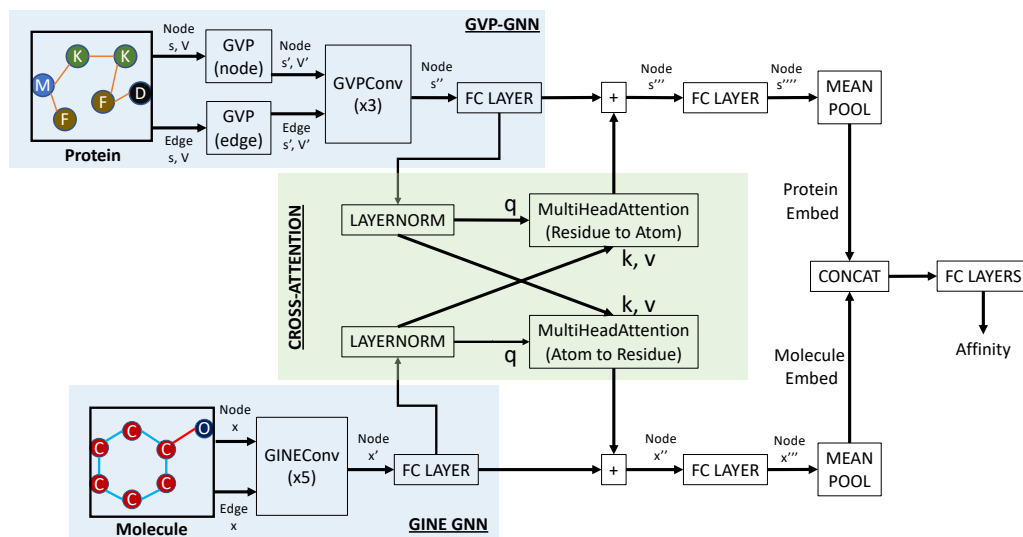 GVP-GNN
K
K
M
F
F
D
Protein
Node
s, V
Edge
s, V
GVP
(node)
GVP
(edge)
Node
s', V'
Edge
s', V'
GVPConv
(x3)
Node
s''
FC LAYER
+
Node
s'''
FC LAYER
Node
s''''
MEAN
POOL
CROSS-ATTENTION
LAYERNORM
q
MultiHeadAttention
(Residue to Atom)
k, v
k, v
LAYERNORM
q
MultiHeadAttention
(Atom to Residue)
Protein
Embed
CONCAT
FC LAYERS
Affinity
Molecule
Embed
C
C
C
C
C
C
O
Molecule
Node
x
Edge
x
GINEConv
(x5)
Node
x'
FC LAYER
GINE GNN
+
Node
x''
FC LAYER
Node
x'''
MEAN
POOL